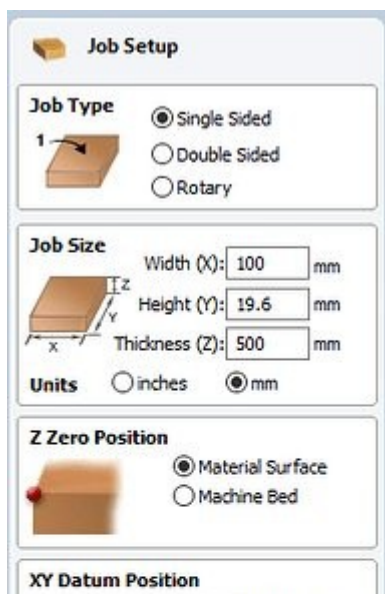 Job Setup
Job Type
1
Single Sided
Double Sided
Rotary
Job Size
Z
Y
X
Width (X): 100 mm
Height (Y): 19.6 mm
Thickness (Z): 500 mm
Units inches mm
Z Zero Position
Material Surface
Machine Bed
XY Datum Position